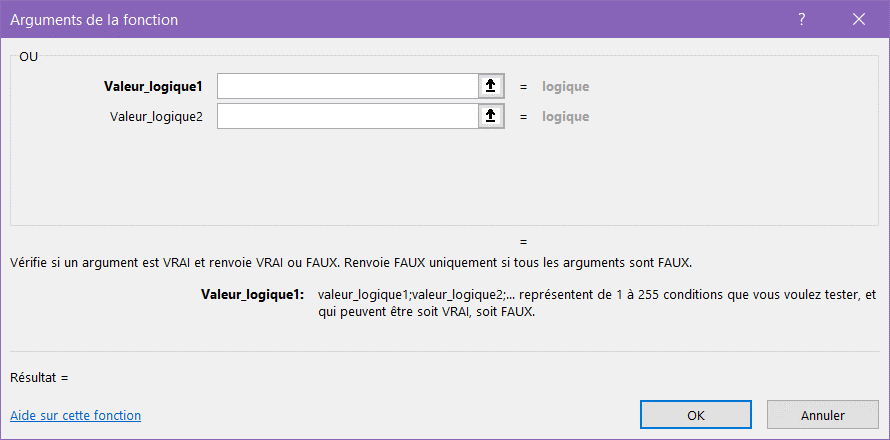 Arguments de la fonction ?
OU
Valeur_logique1 = logique
Valeur_logique2 = logique
=
Vérifie si un argument est VRAI et renvoie VRAI ou FAUX. Renvoie FAUX uniquement si tous les arguments sont FAUX.
Valeur_logique1: valeur_logique1;valeur_logique2;... représentent de 1 à 255 conditions que vous voulez tester, et
qui peuvent être soit VRAI, soit FAUX.
Résultat =
Aide sur cette fonction OK Annuler